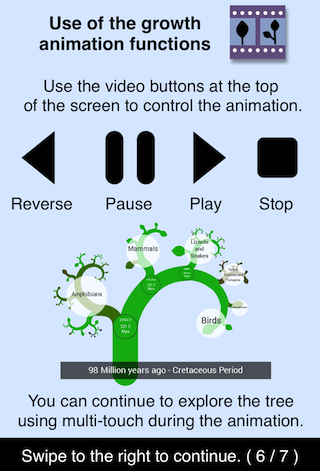 Use of the growth
animation functions
Use the video buttons at the top
of the screen to control the animation.
Reverse Pause Play Stop
Mammals
Lizards
and
Snakes
Amphibians
Birds
98 Million years ago - Cretaceous Period
You can continue to explore the tree
using multi-touch during the animation.
Swipe to the right to continue. ( 6 / 7 )